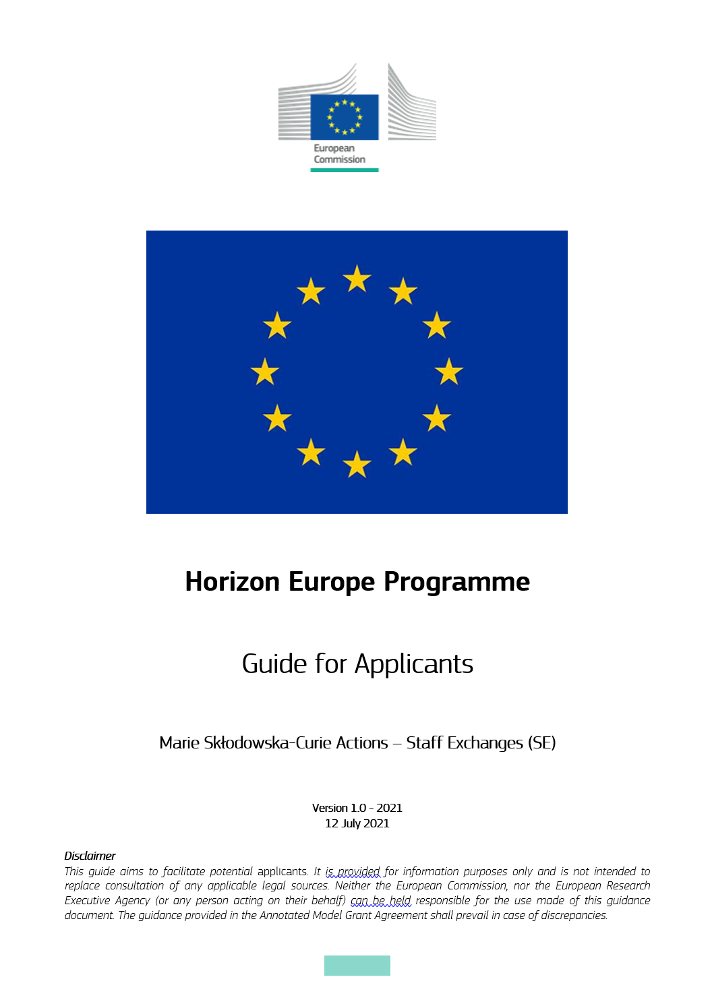 European
Commission
Horizon Europe Programme
Guide for Applicants
Marie Skłodowska-Curie Actions – Staff Exchanges (SE)
Version 1.0 - 2021
12 July 2021
Disclaimer
This guide aims to facilitate potential applicants. It is provided for information purposes only and is not intended to
replace consultation of any applicable legal sources. Neither the European Commission, nor the European Research
Executive Agency (or any person acting on their behalf) can be held responsible for the use made of this guidance
document. The guidance provided in the Annotated Model Grant Agreement shall prevail in case of discrepancies.